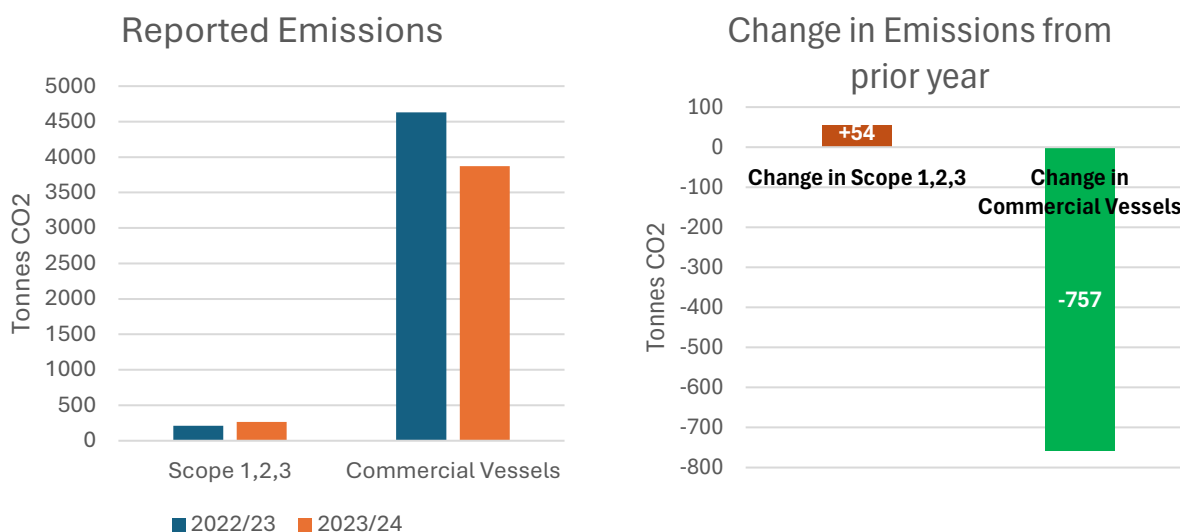 Reported Emissions
5000
4500
4000
3500
3000
2500
2000
1500
1000
500
0
Tonnes CO2
Scope 1,2,3
Commercial Vessels
2022/23
2023/24
Change in Emissions from
prior year
100
0
-100
-200
-300
-400
-500
-600
-700
-800
Tonnes CO2
+54
Change in Scope 1,2,3
Change in
Commercial Vessels
-757